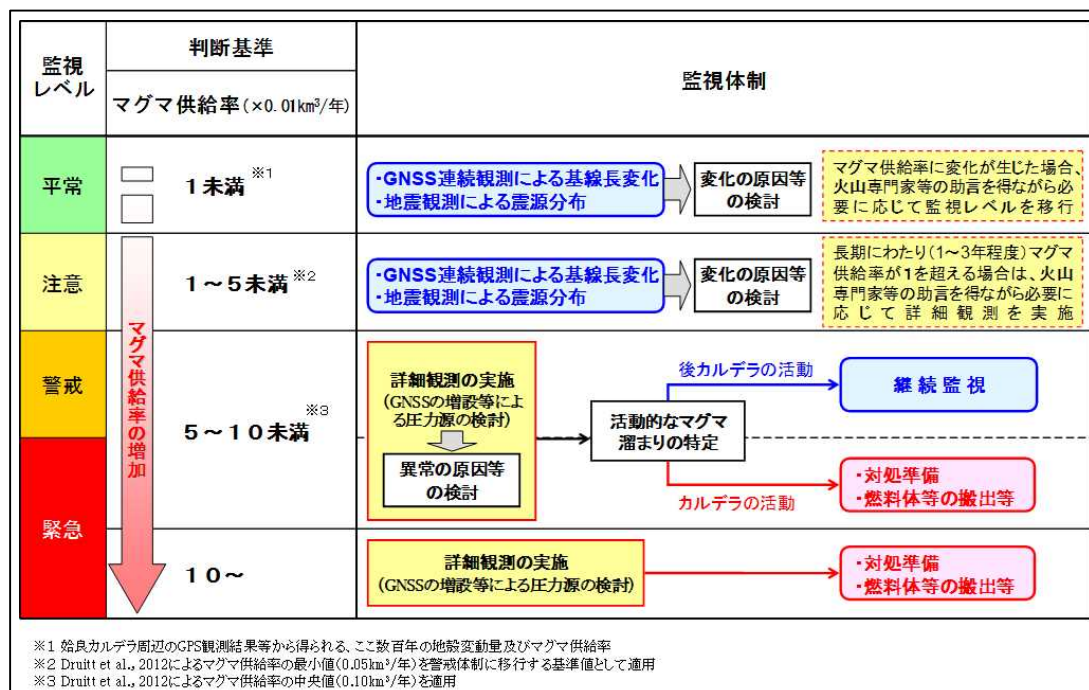 監視
レベル
判断基準
マグマ供給率(×0.01km³/年)
監視体制
平常
1未満※1
・GNSS連続観測による基線長変化
・地震観測による震源分布
変化の原因等
の検討
マグマ供給率に変化が生じた場合、
火山専門家等の助言を得ながら必
要に応じて監視レベルを移行
注意
1～5未満※2
・GNSS連続観測による基線長変化
・地震観測による震源分布
変化の原因等
の検討
長期にわたり(1～3年程度)マグマ
供給率が1を超える場合は、火山
専門家等の助言を得ながら必要に
応じて詳細観測を実施
マグマ供給率の増加
警戒
緊急
5～10未満※3
詳細観測の実施
(GNSSの増設等によ
る圧力源の検討)
異常の原因等
の検討
活動的なマグマ
溜まりの特定
後カルデラの活動
継続監視
カルデラの活動
・対処準備
・燃料体等の搬出等
10～
詳細観測の実施
(GNSSの増設等による圧力源の検討)
・対処準備
・燃料体等の搬出等
※1 姶良カルデラ周辺のGPS観測結果等から得られる、ここ数百年の地殻変動量及びマグマ供給率
※2 Druitt et al., 2012によるマグマ供給率の最小値(0.05km³/年)を警戒体制に移行する基準値として適用
※3 Druitt et al., 2012によるマグマ供給率の中央値(0.10km³/年)を適用